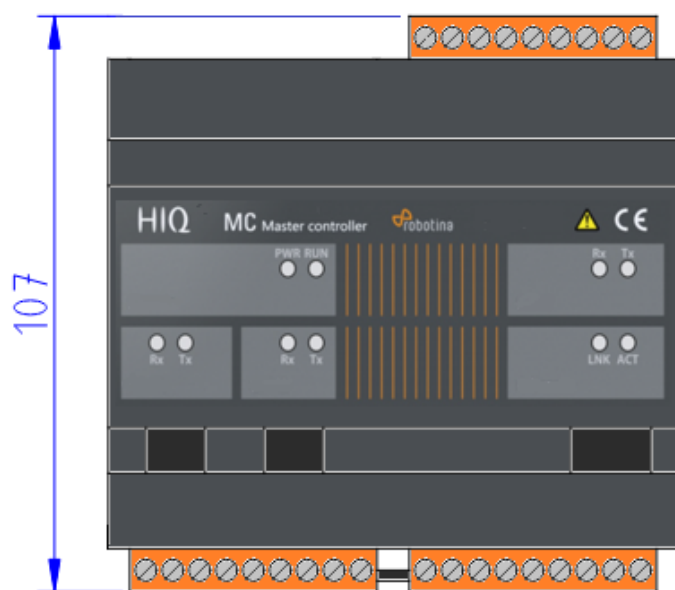 HIQ MC Master controller robotina CE
PWR RUN
Rx Tx
Rx Tx
Rx Tx
LNK ACT
107